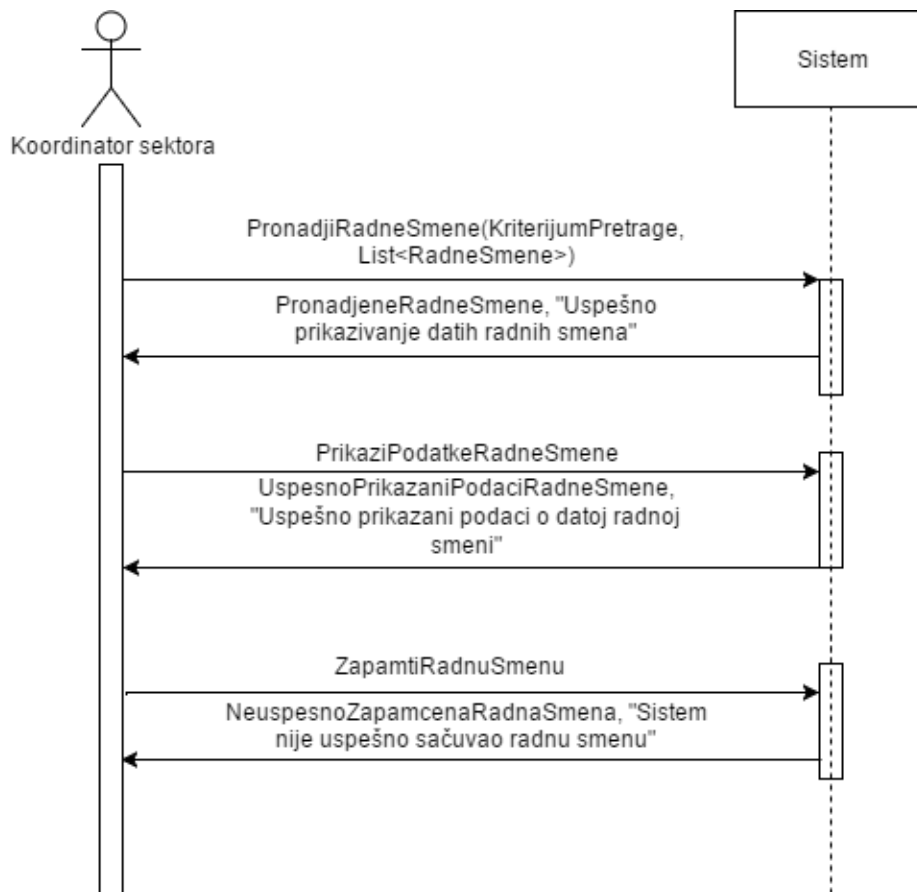 Sistem
Koordinator sektora
PronadjiRadneSmene(KriterijumPretrage,
List<RadneSmene>)
PronadjeneRadneSmene, "Uspešno
prikazivanje datih radnih smena"
PrikaziPodatkeRadneSmene
UspesnoPrikazaniPodaciRadneSmene,
"Uspešno prikazani podaci o datoj radnoj
smeni"
ZapamtiRadnuSmenu
NeuspesnoZapamcenaRadnaSmena, "Sistem
nije uspešno sačuvao radnu smenu"